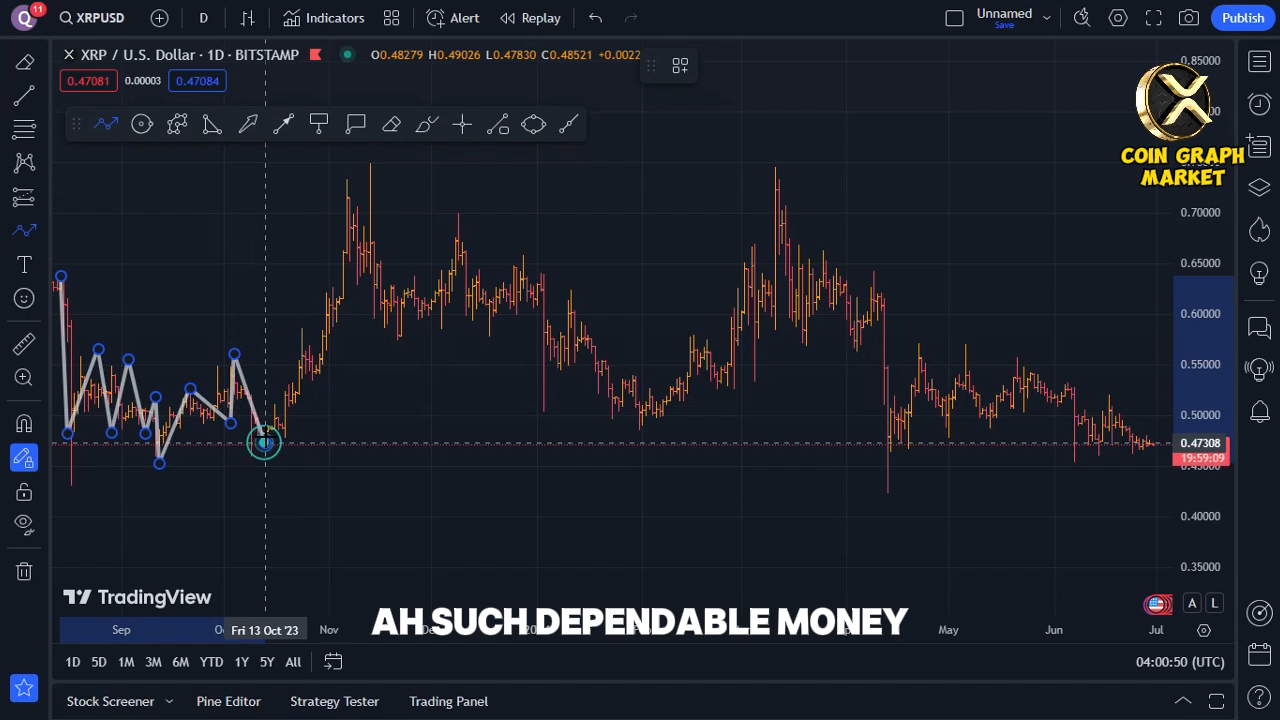 Q
11
XRPUSD
D
Indicators
Alert
Replay
Unnamed
Save
Publish
XRP / U.S. Dollar · 1D · BITSTAMP
O0.48279 H0.49026 L0.47830 C0.48521 +0.0022
0.47081
0.00003
0.47084
COIN GRAPH
MARKET
0.85000
0.70000
0.65000
0.60000
0.55000
0.50000
0.47308
19:59:09
0.45000
0.40000
0.35000
TradingView
A
L
AH SUCH DEPENDABLE MONEY
Sep
Fri 13 Oct '23
Nov
May
Jun
Jul
1D
5D
1M
3M
6M
YTD
1Y
5Y
All
04:00:50 (UTC)
Stock Screener
Pine Editor
Strategy Tester
Trading Panel